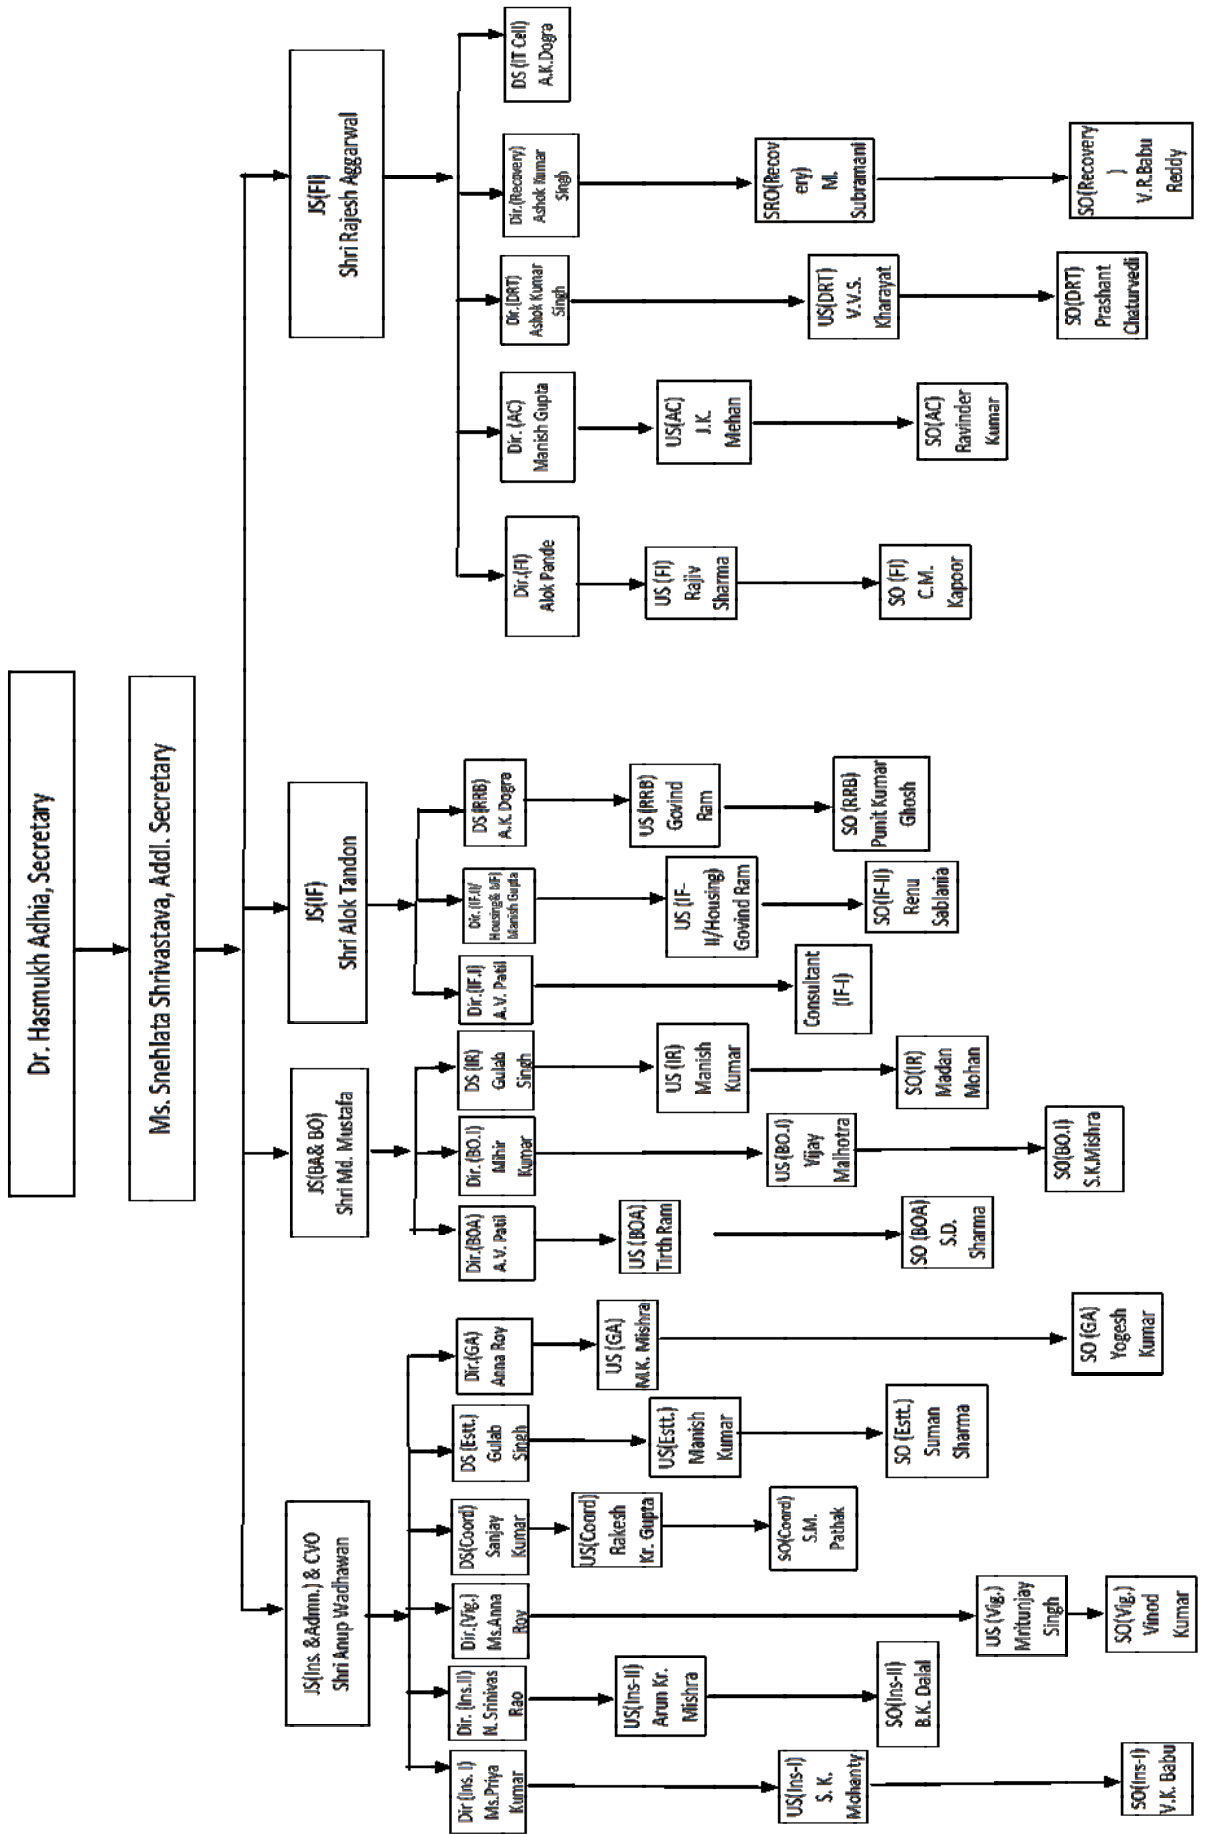 Dr. Hasmukh Adhia, Secretary
Ms. Snehlata Shrivastava, Addl. Secretary
JS(Ins. &Admn.) & CVO
Shri Anup Wadhawan
JS(BA& BO)
Shri Md. Mustafa
JS(IF)
Shri Alok Tandon
JS(FI)
Shri Rajesh Aggarwal
Dir (Ins. I)
Ms.Priya
Kumar
Dir. (Ins.II)
N. Srinivas
Rao
Dir.(Vig.)
Ms.Anna
Roy
DS(Coord)
Sanjay
Kumar
DS (Estt.)
Gulab
Singh
Dir.(GA)
Anna Roy
Dir.(BOA)
A.V. Patil
Dir. (BO.I)
Mihir
Kumar
DS (IR)
Gulab
Singh
Dir.(IF.I)
A.V. Patil
Dir. (IF.II/
Housing& MF)
Manish Gupta
DS (RRB)
A.K. Dogra
Dir.(FI)
Alok Pande
Dir. (AC)
Manish Gupta
Dir.(DRT)
Ashok Kumar
Singh
Dir.(Recovery)
Ashok Kumar
Singh
DS (IT Cell)
A.K.Dogra
US(Ins-I)
S. K.
Mohanty
US(Ins-II)
Arun Kr.
Mishra
US (Vig.)
Mritunjay
Singh
US(Coord)
Rakesh
Kr. Gupta
US(Estt.)
Manish
Kumar
US (GA)
M.K. Mishra
US (BOA)
Tirth Ram
US (BO.I)
Vijay
Malhotra
US (IR)
Manish
Kumar
Consultant
(IF-I)
US (IF-
II/Housing)
Govind Ram
US (RRB)
Govind
Ram
US (FI)
Rajiv
Sharma
US(AC)
J.K.
Mehan
US(DRT)
V.V.S.
Kharayat
SRO(Recov
ery)
M.
Subramani
SO(Ins-I)
V.K. Babu
SO(Ins-II)
B.K. Dalal
SO(Vig.)
Vinod
Kumar
SO(Coord)
S.M.
Pathak
SO (Estt.)
Suman
Sharma
SO (GA)
Yogesh
Kumar
SO (BOA)
S.D.
Sharma
SO(BO.I)
S.K.Mishra
SO(IR)
Madan
Mohan
SO(IF-II)
Renu
Sablania
SO (RRB)
Punit Kumar
Ghosh
SO (FI)
C.M.
Kapoor
SO(AC)
Ravinder
Kumar
SO(DRT)
Prashant
Chaturvedi
SO(Recovery
)
V.R.Babu
Reddy